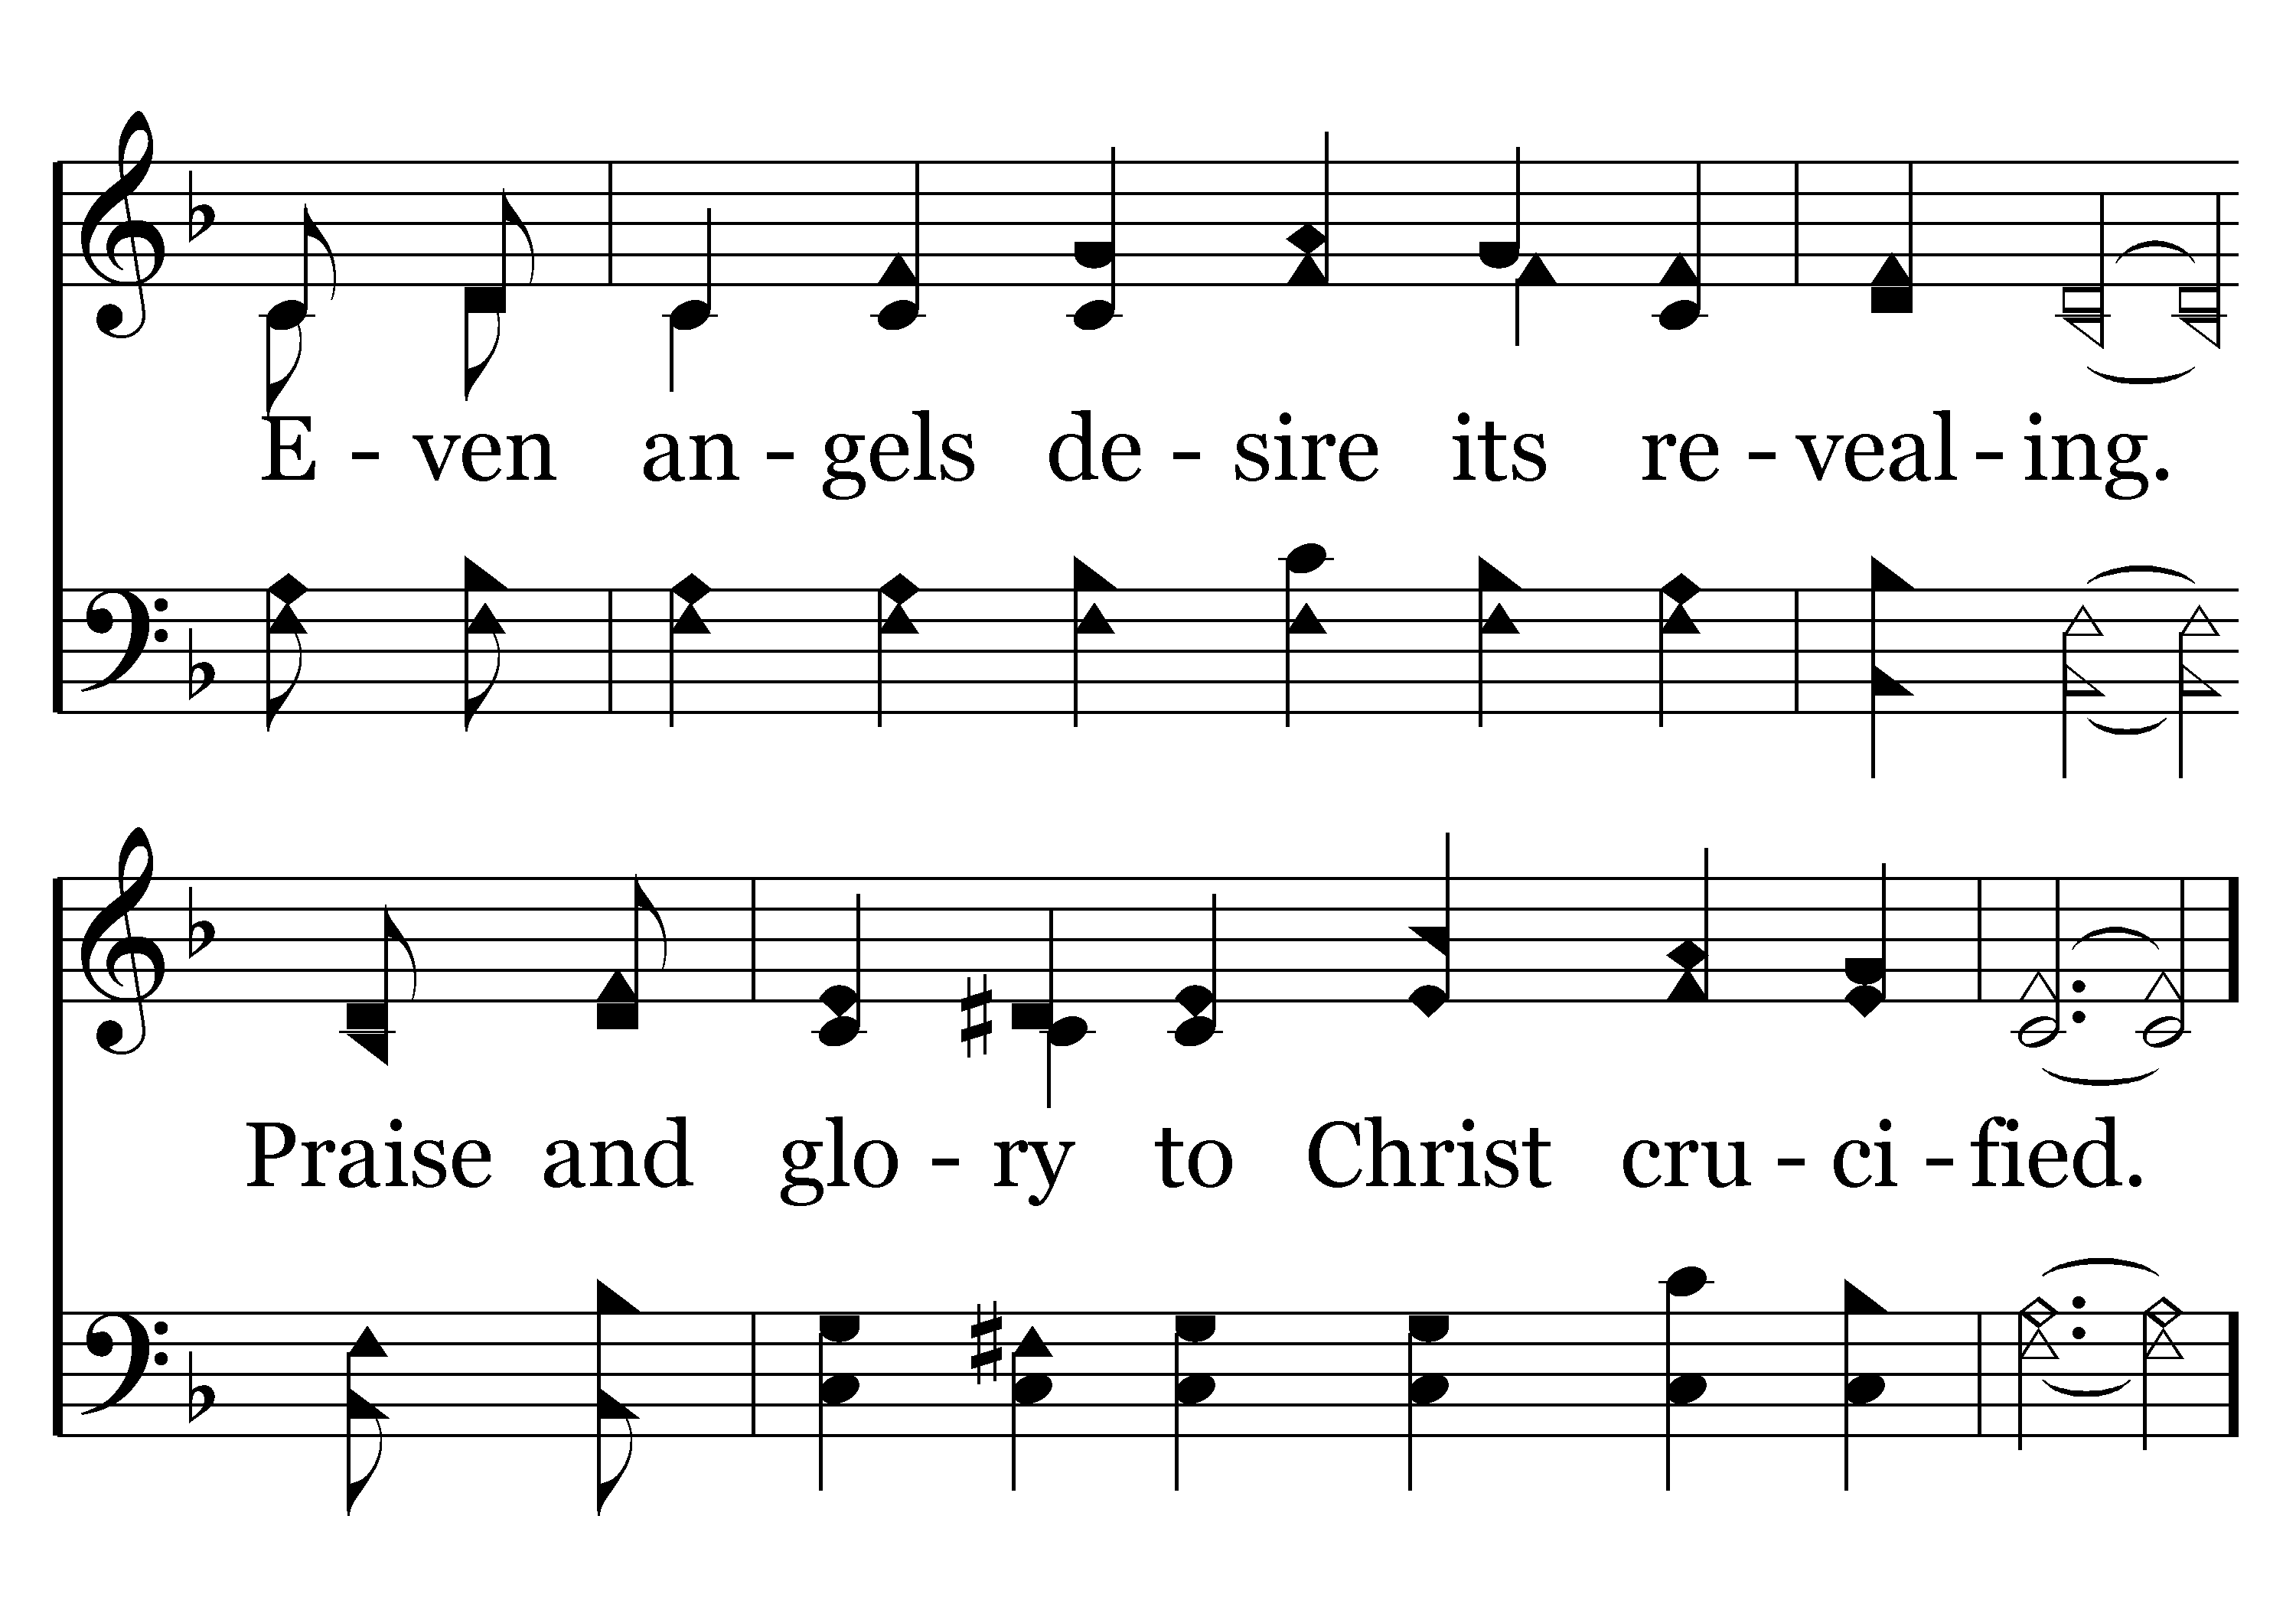 E - ven an - gels de - sire its re - veal - ing.
Praise and glo - ry to Christ cru - ci - fied.